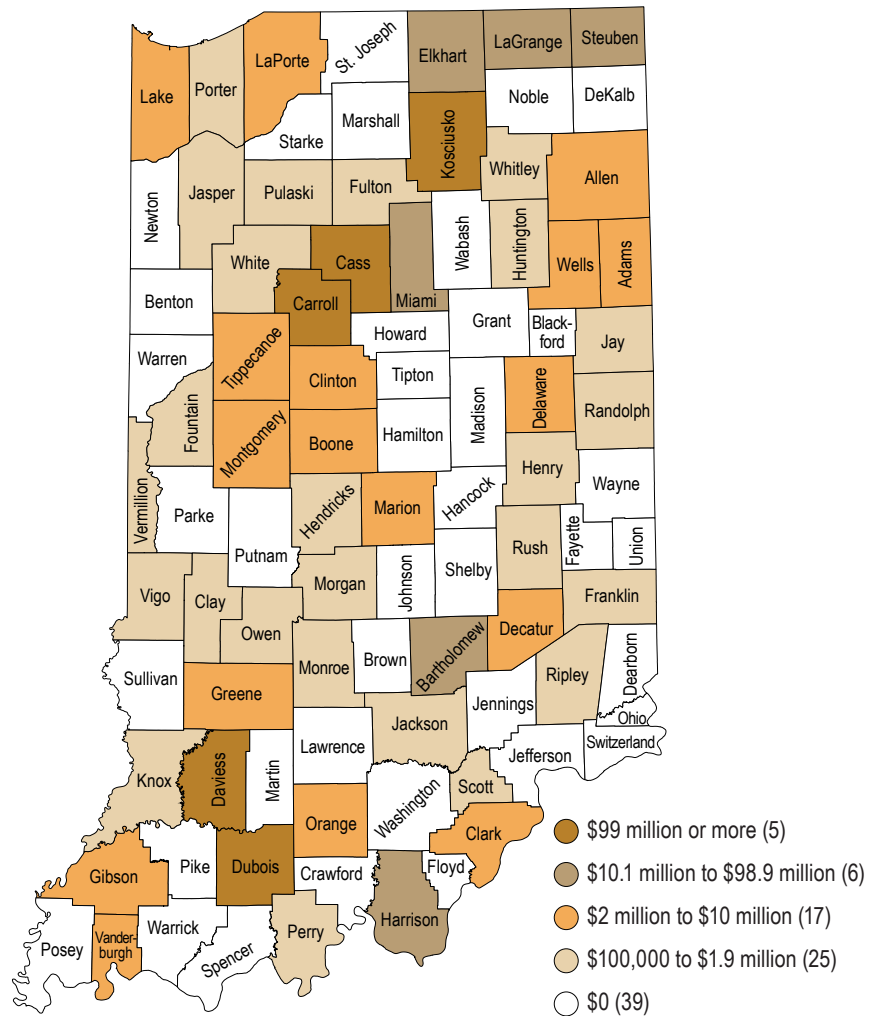 St. Joseph
Elkhart
LaGrange
Steuben
LaPorte
Lake
Porter
Noble
DeKalb
Starke
Marshall
Kosciusko
Whitley
Allen
Newton
Jasper
Pulaski
Fulton
Wabash
Huntington
White
Cass
Miami
Wells
Adams
Benton
Carroll
Howard
Grant
Black-
ford
Jay
Warren
Tippecanoe
Clinton
Tipton
Madison
Delaware
Randolph
Fountain
Montgomery
Boone
Hamilton
Henry
Wayne
Vermillion
Parke
Hendricks
Marion
Hancock
Putnam
Rush
Fayette
Union
Shelby
Johnson
Morgan
Vigo
Clay
Franklin
Owen
Decatur
Sullivan
Monroe
Brown
Bartholomew
Dearborn
Ripley
Greene
Jennings
Ohio
Jackson
Switzerland
Lawrence
Jefferson
Knox
Daviess
Martin
Washington
Scott
Orange
Clark
Gibson
Pike
Dubois
Crawford
Floyd
Harrison
Posey
Vander-
burgh
Warrick
Spencer
Perry
$99 million or more (5)
$10.1 million to $98.9 million (6)
$2 million to $10 million (17)
$100,000 to $1.9 million (25)
$0 (39)